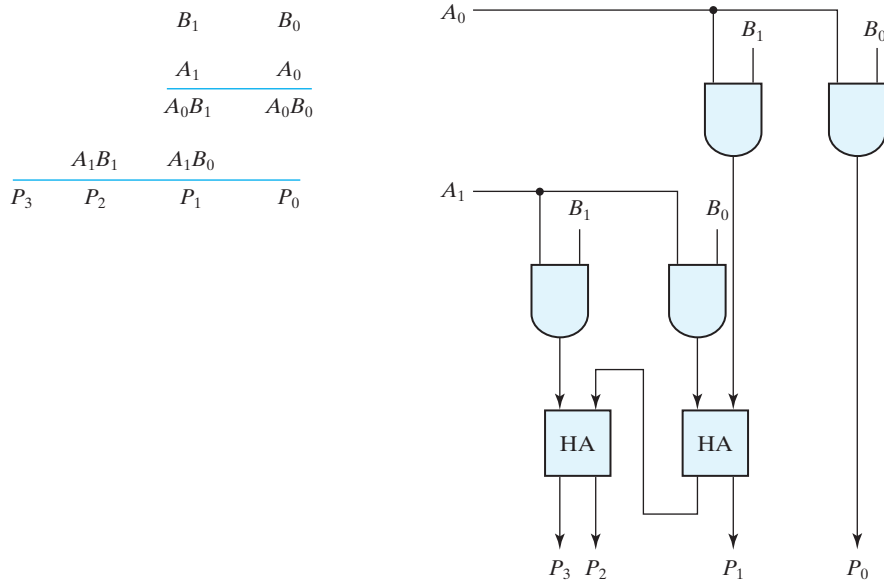 B₁ B₀
A₁ A₀
A₀B₁ A₀B₀
A₁B₁ A₁B₀
P₃ P₂ P₁ P₀
A₀
B₁ B₀
A₁
B₁ B₀
HA HA
P₃ P₂ P₁ P₀